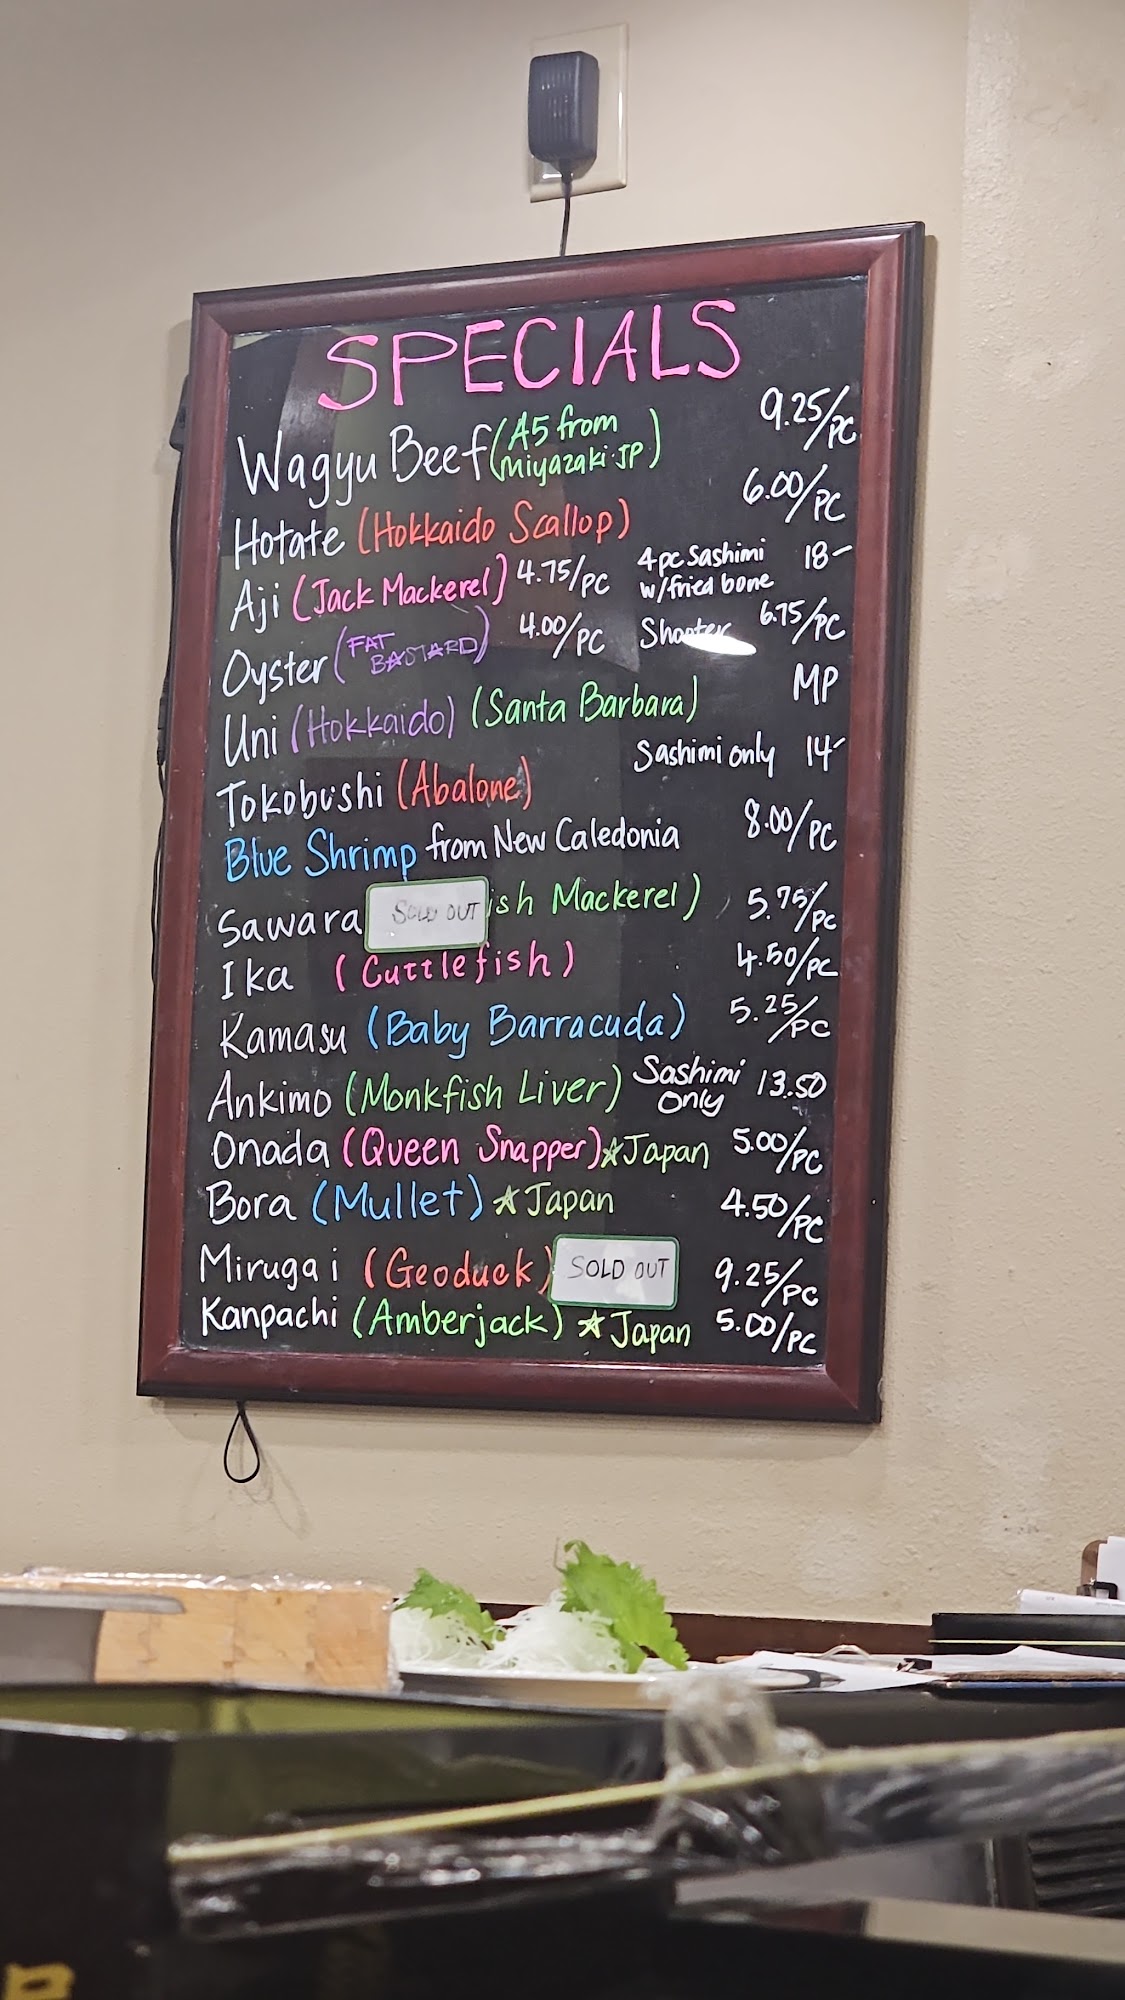 SPECIALS
Wagyu Beef (A5 from Miyazaki JP) 9.25/PC
Hotate (Hokkaido Scallop) 6.00/PC
Aji (Jack Mackerel) 4.75/PC 4pc Sashimi w/fried bone 18-
Oyster (FAT BASTARD) 4.00/PC Shooter 6.75/PC
Uni (Hokkaido) (Santa Barbara) MP
Tokobushi (Abalone) Sashimi only 14-
Blue Shrimp from New Caledonia 8.00/PC
Sawara SOLD OUT ish Mackerel) 5.75/PC
Ika (Cuttlefish) 4.50/PC
Kamasu (Baby Barracuda) 5.25/PC
Ankimo (Monkfish Liver) Sashimi Only 13.50
Onada (Queen Snapper) ☆Japan 5.00/PC
Bora (Mullet) ☆Japan 4.50/PC
Mirugai (Geoduck) SOLD OUT 9.25/PC
Kanpachi (Amberjack) ☆Japan 5.00/PC